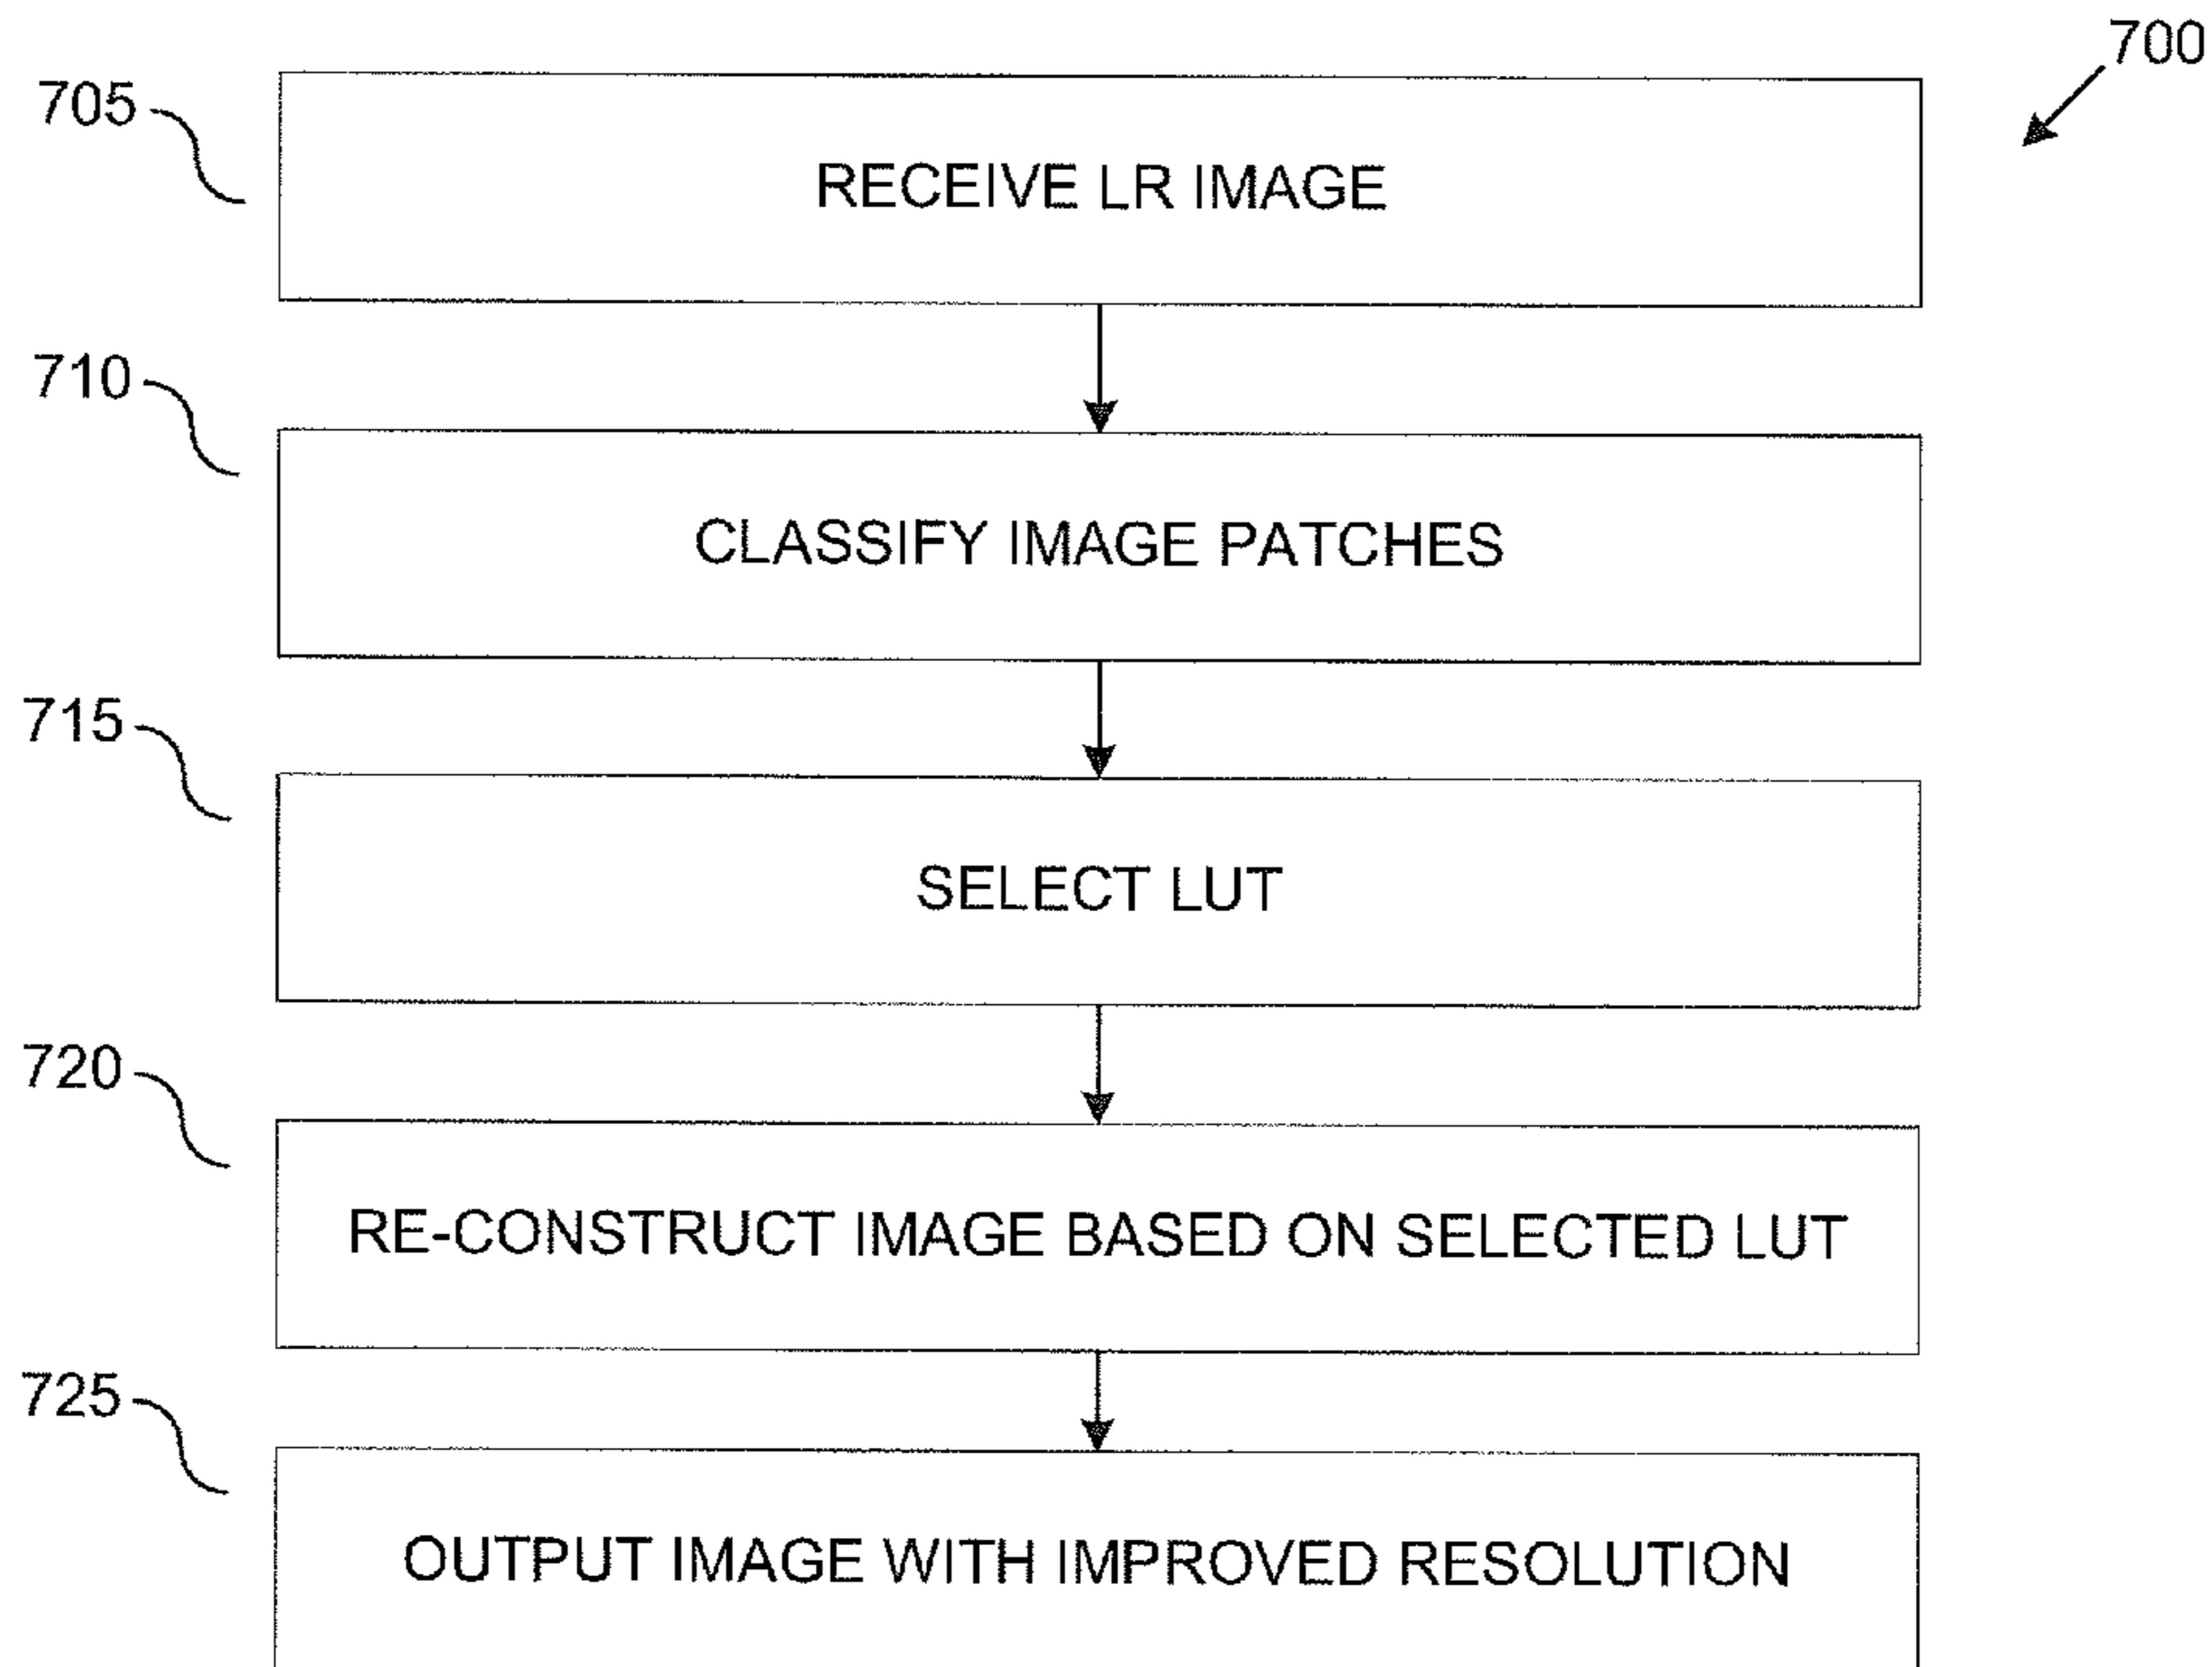 700
705
RECEIVE LR IMAGE
710
CLASSIFY IMAGE PATCHES
715
SELECT LUT
720
RE-CONSTRUCT IMAGE BASED ON SELECTED LUT
725
OUTPUT IMAGE WITH IMPROVED RESOLUTION